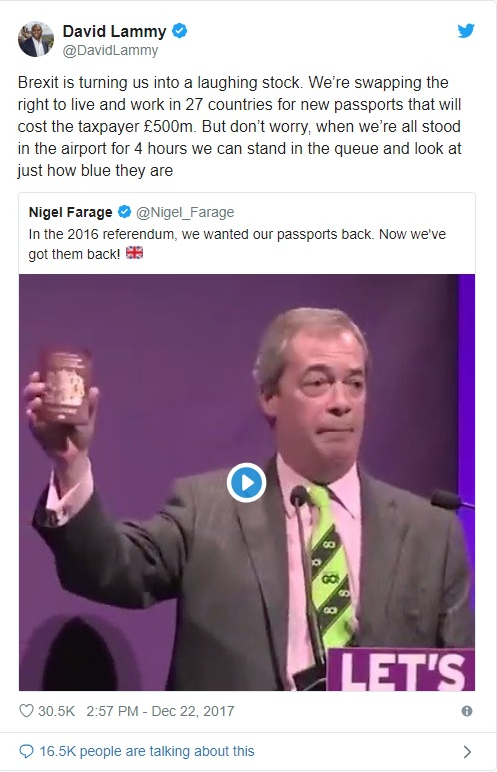 David Lammy
@DavidLammy
Brexit is turning us into a laughing stock. We’re swapping the
right to live and work in 27 countries for new passports that will
cost the taxpayer £500m. But don’t worry, when we’re all stood
in the airport for 4 hours we can stand in the queue and look at
just how blue they are
Nigel Farage @Nigel_Farage
In the 2016 referendum, we wanted our passports back. Now we've
got them back! 🇬🇧
GO!
GO!
GO!
GO!
LET'S
30.5K 2:57 PM - Dec 22, 2017
16.5K people are talking about this